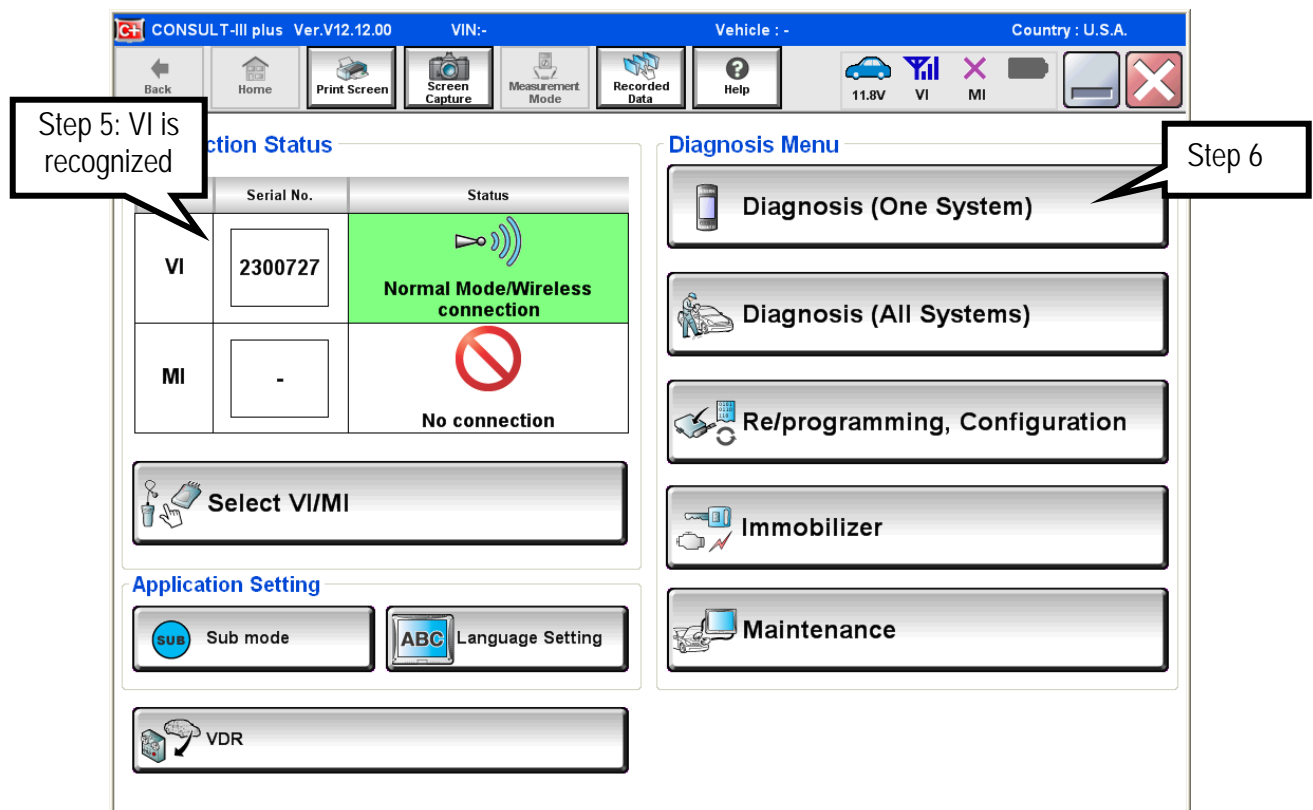 C+ CONSULT-III plus Ver.V12.12.00 VIN:- Vehicle : - Country : U.S.A.
Back
Home
Print Screen
Screen
Capture
Measurement
Mode
Recorded
Data
Help
11.8V
VI
MI
Step 5: VI is
recognized
ction Status
Serial No.
Status
VI
2300727
Normal Mode/Wireless
connection
MI
-
No connection
Select VI/MI
Application Setting
SUB
Sub mode
ABC
Language Setting
VDR
Diagnosis Menu
Step 6
Diagnosis (One System)
Diagnosis (All Systems)
Re/programming, Configuration
Immobilizer
Maintenance